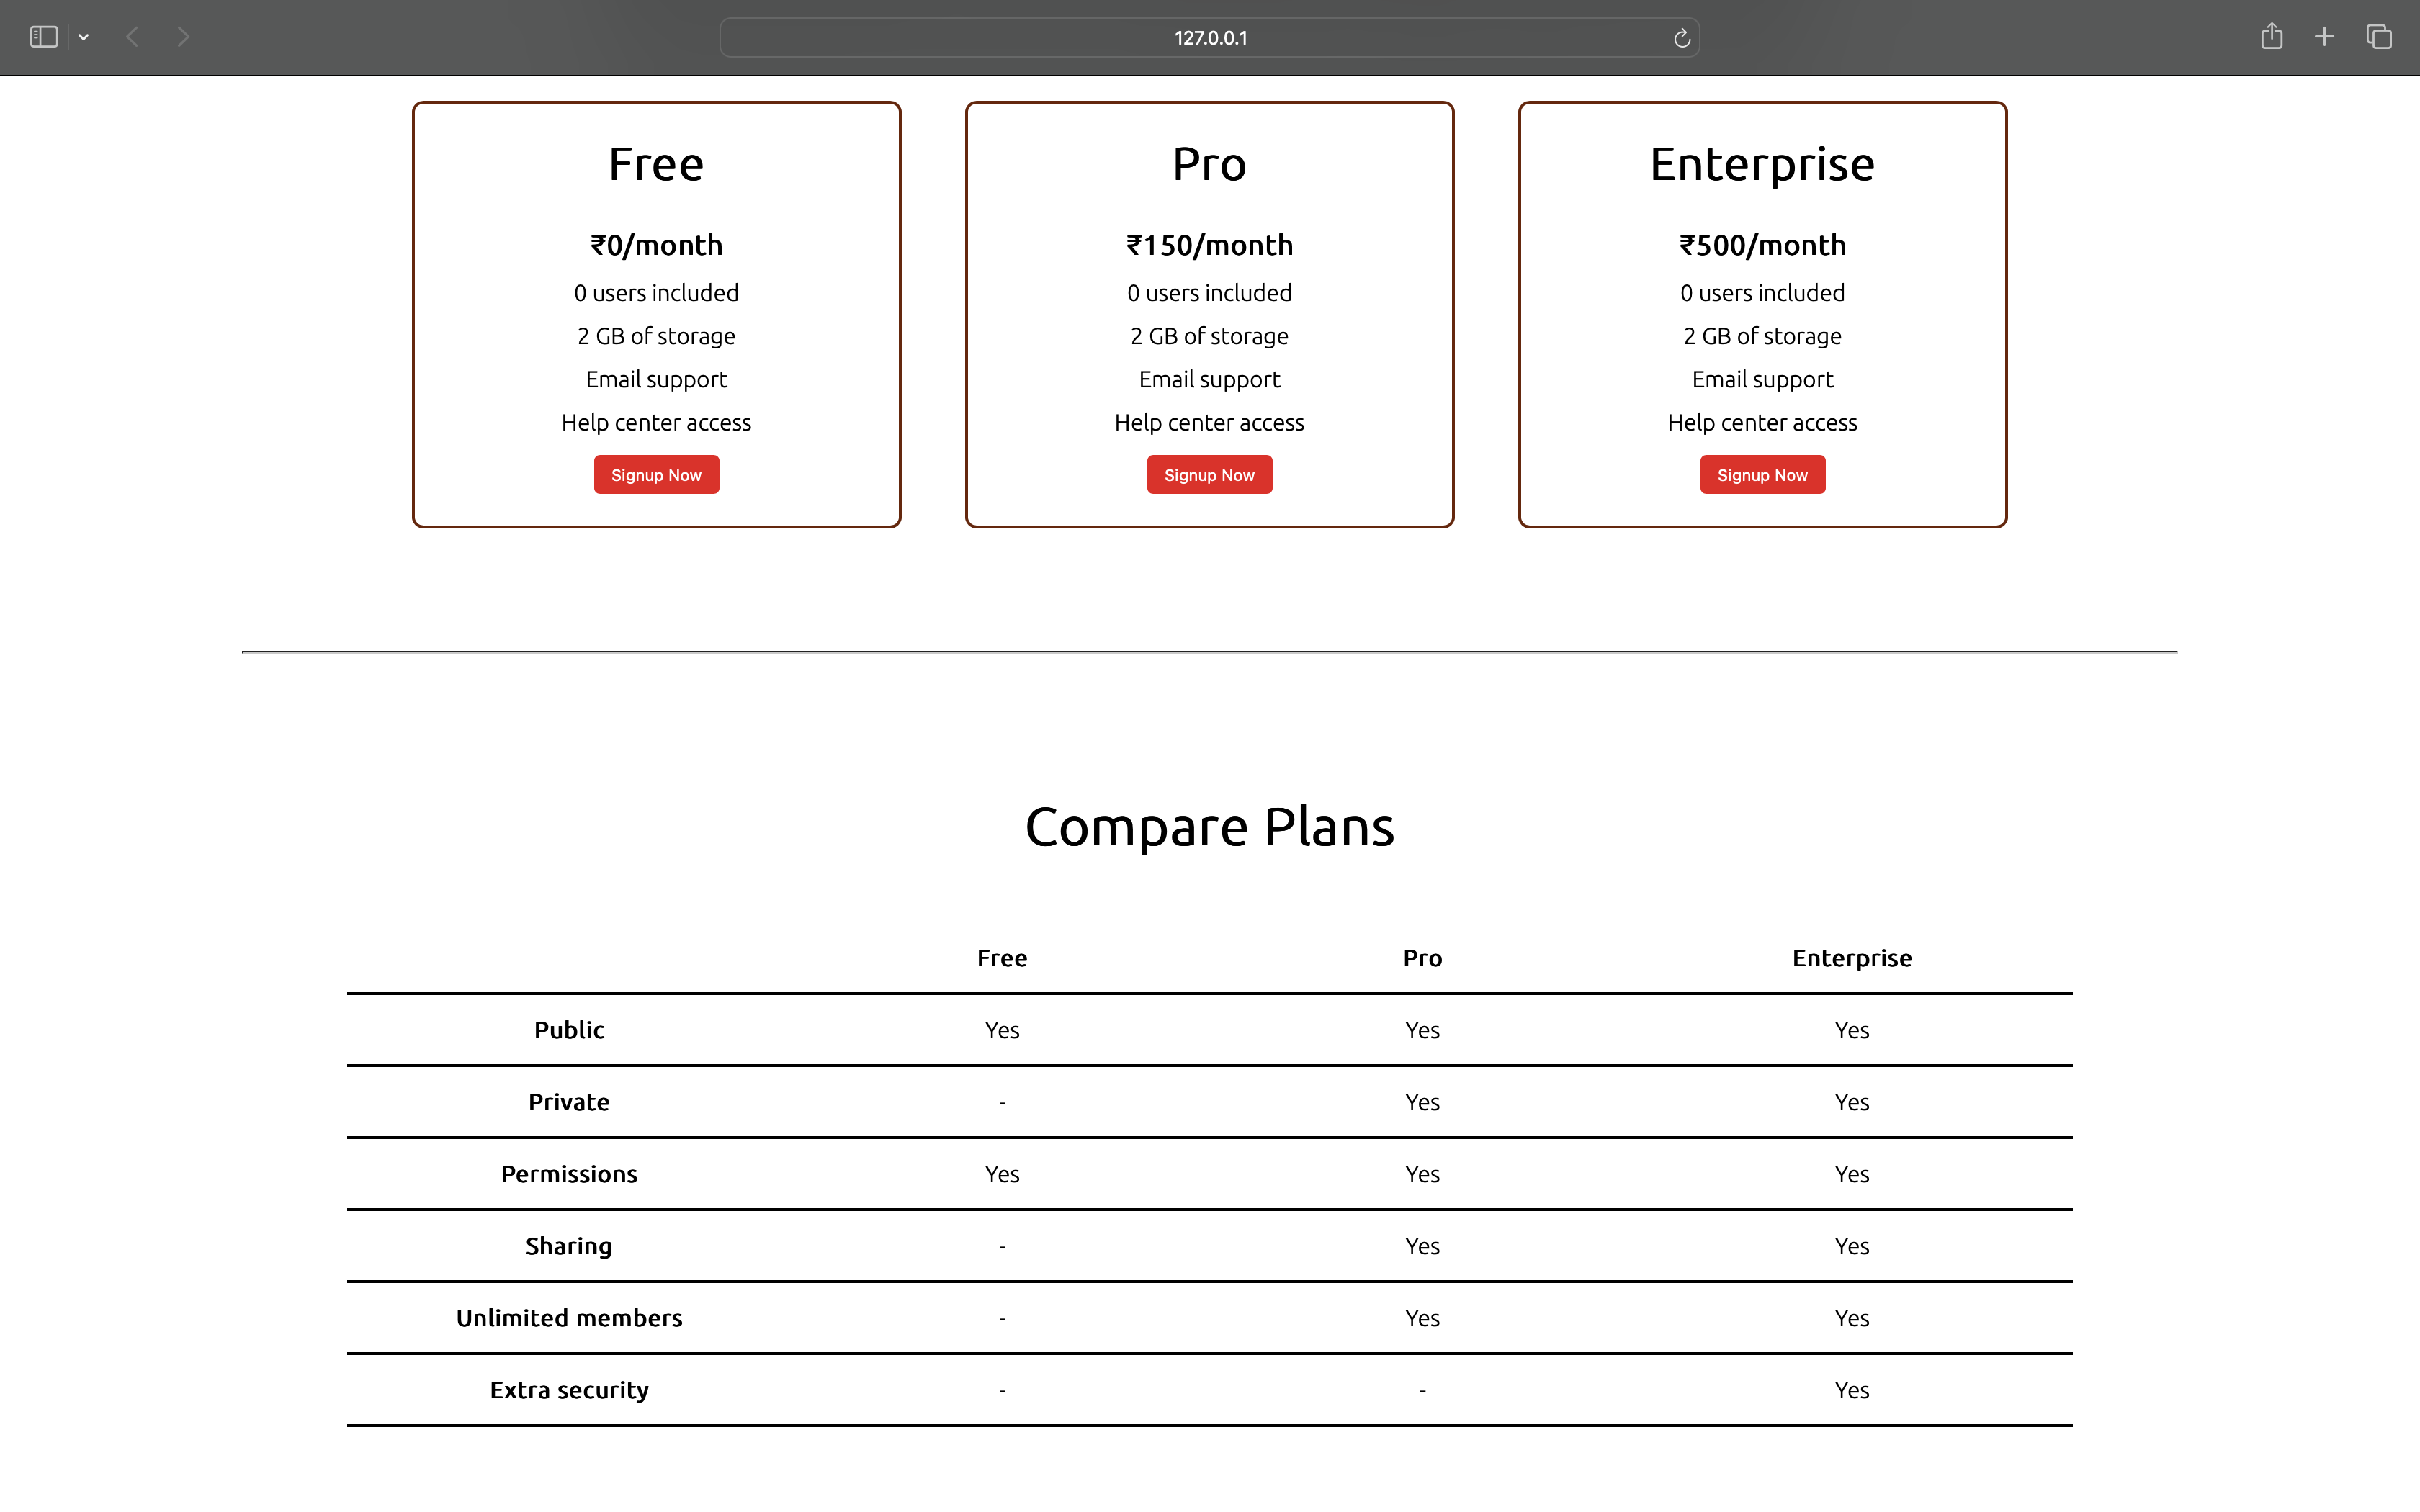 127.0.0.1
Free
₹0/month
0 users included
2 GB of storage
Email support
Help center access
Signup Now
Pro
₹150/month
0 users included
2 GB of storage
Email support
Help center access
Signup Now
Enterprise
₹500/month
0 users included
2 GB of storage
Email support
Help center access
Signup Now
Compare Plans
Free Pro Enterprise
Public Yes Yes Yes
Private - Yes Yes
Permissions Yes Yes Yes
Sharing - Yes Yes
Unlimited members - Yes Yes
Extra security - - Yes